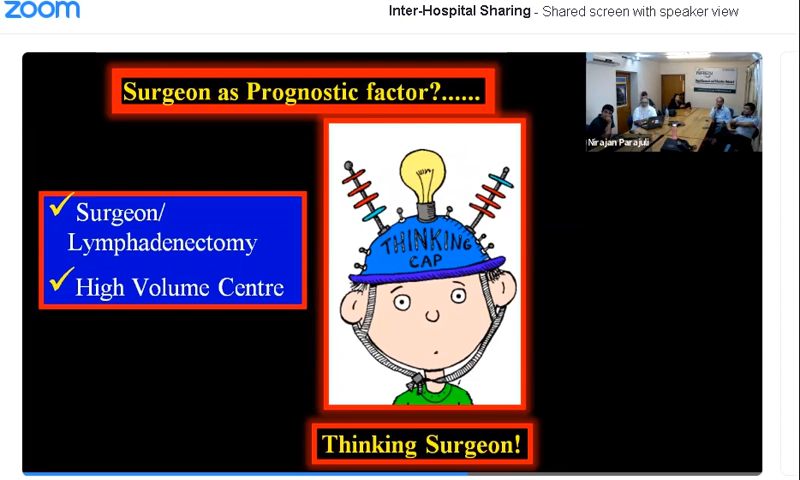 zoom
Inter-Hospital Sharing - Shared screen with speaker view
Surgeon as Prognostic factor?......
Nirajan Parajuli
Surgeon/
Lymphadenectomy
High Volume Centre
THINKING
CAP
Thinking Surgeon!